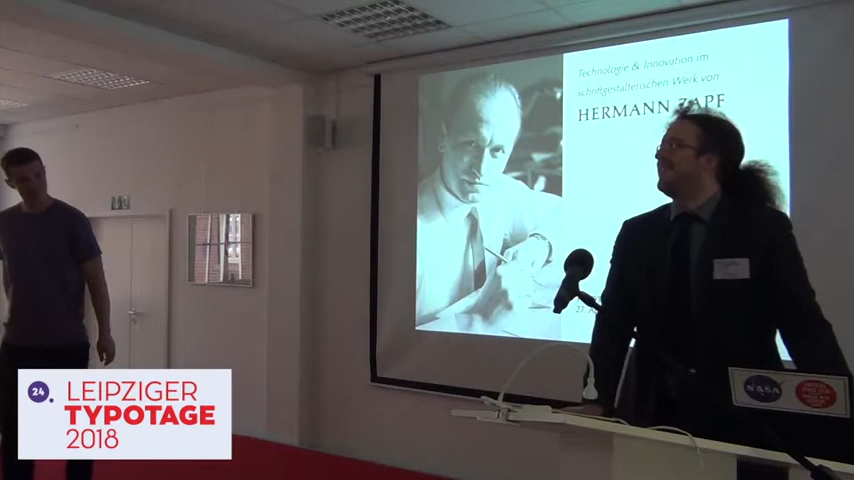 Technologie & Innovation im
schriftgestalterischen Werk von
HERMANN ZAPF
24.
LEIPZIGER
TYPOTAGE
2018
NASA